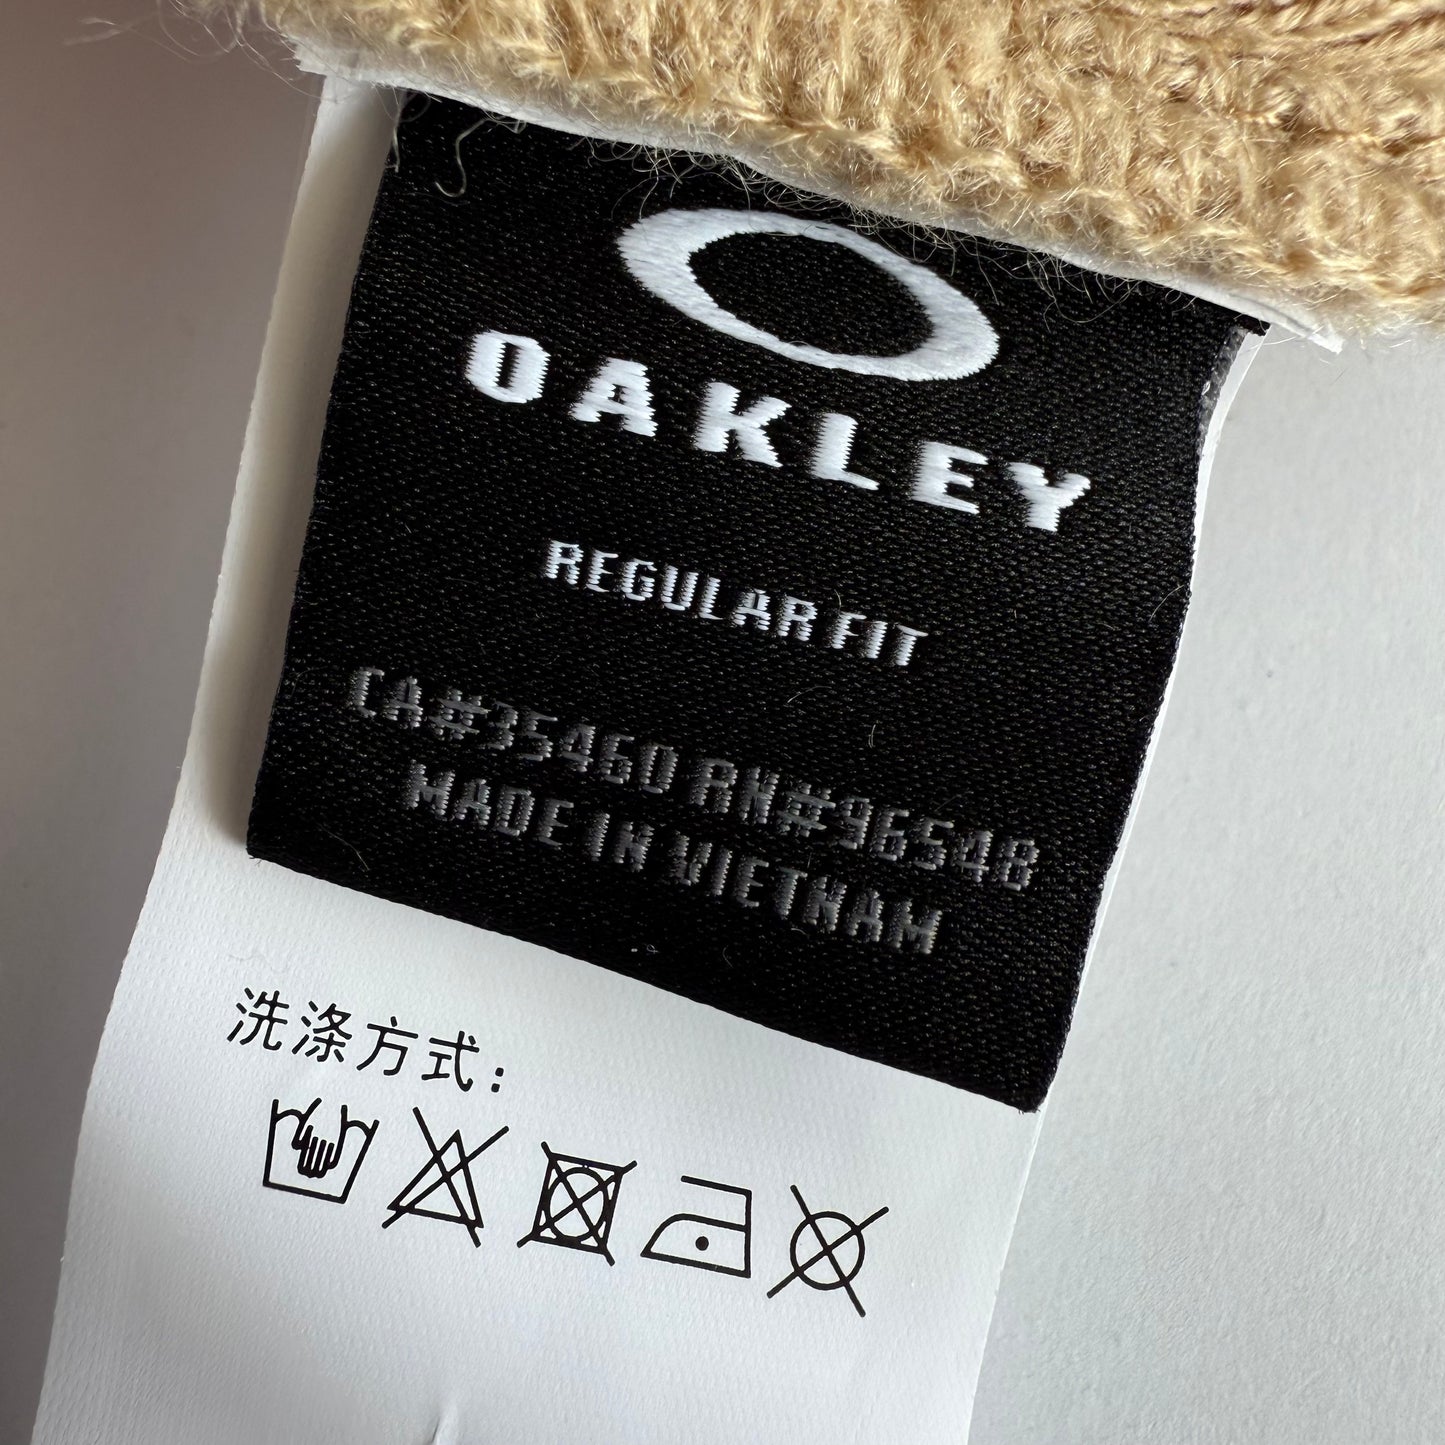 OAKLEY
REGULAR FIT
CA#35460 RN#96548
MADE IN VIETNAM
洗涤方式: